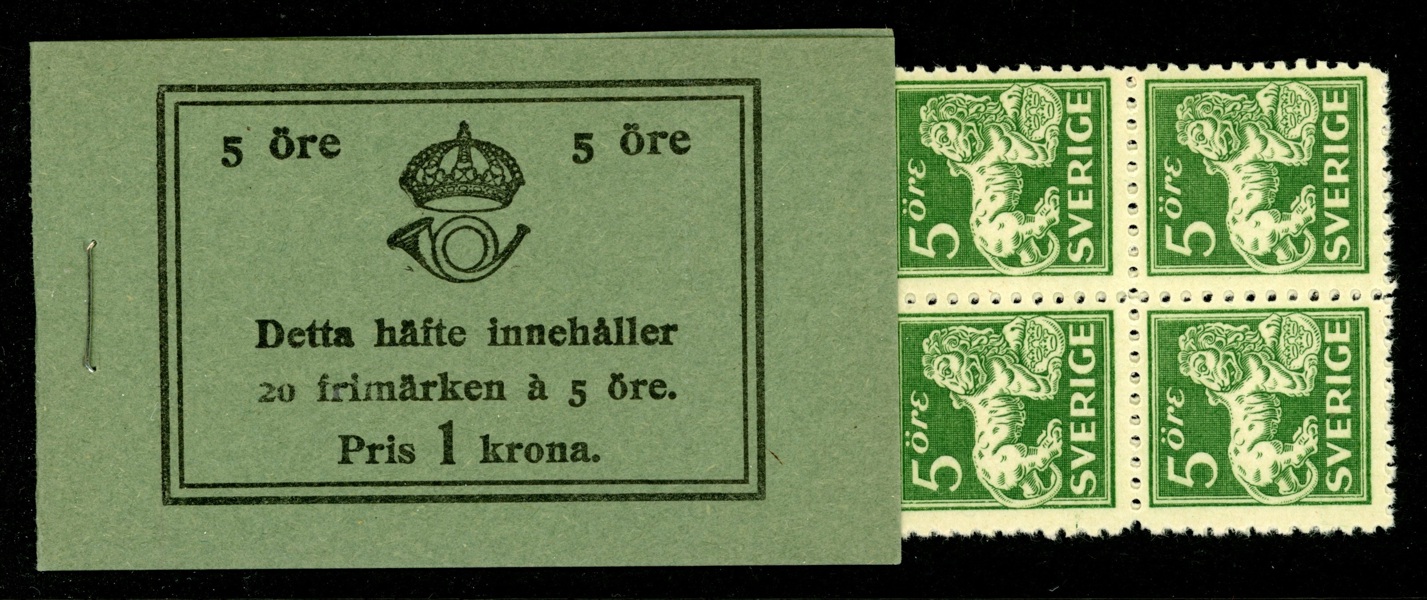 5 öre 5 öre
Detta häfte innehåller
20 frimärken à 5 öre.
Pris 1 krona.
5 öre SVERIGE
5 öre SVERIGE
5 öre SVERIGE
5 öre SVERIGE